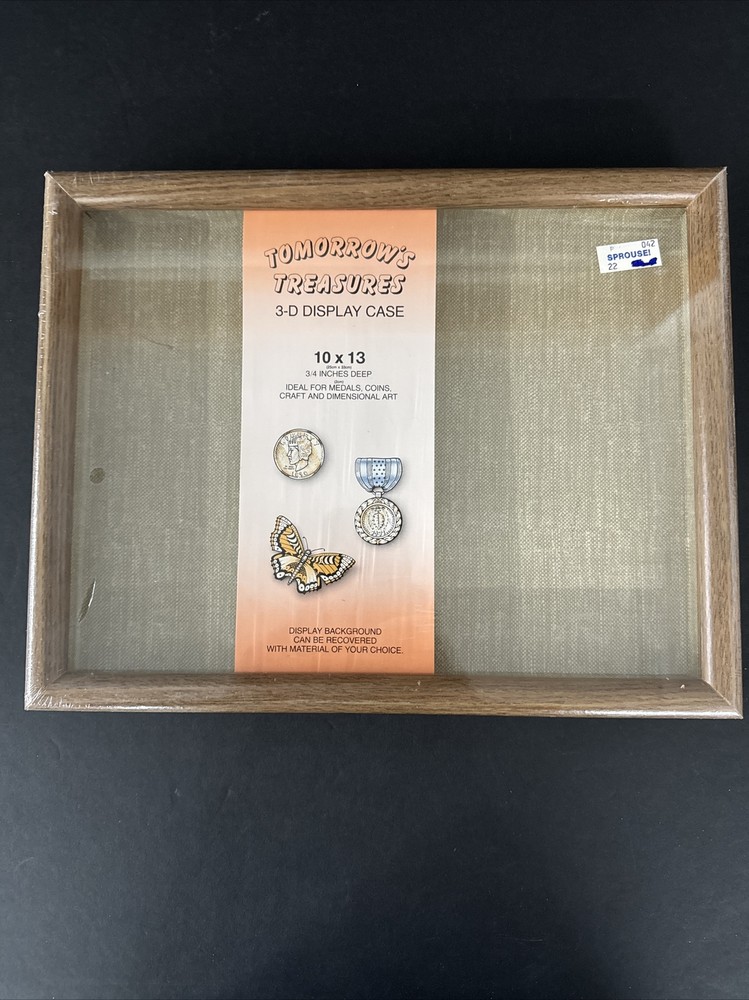 TOMORROW'S
TREASURES
3-D DISPLAY CASE
10 x 13
3/4 INCHES DEEP
IDEAL FOR MEDALS, COINS,
CRAFT AND DIMENSIONAL ART
DISPLAY BACKGROUND
CAN BE RECOVERED
WITH MATERIAL OF YOUR CHOICE.
042
SPROUSE!
22